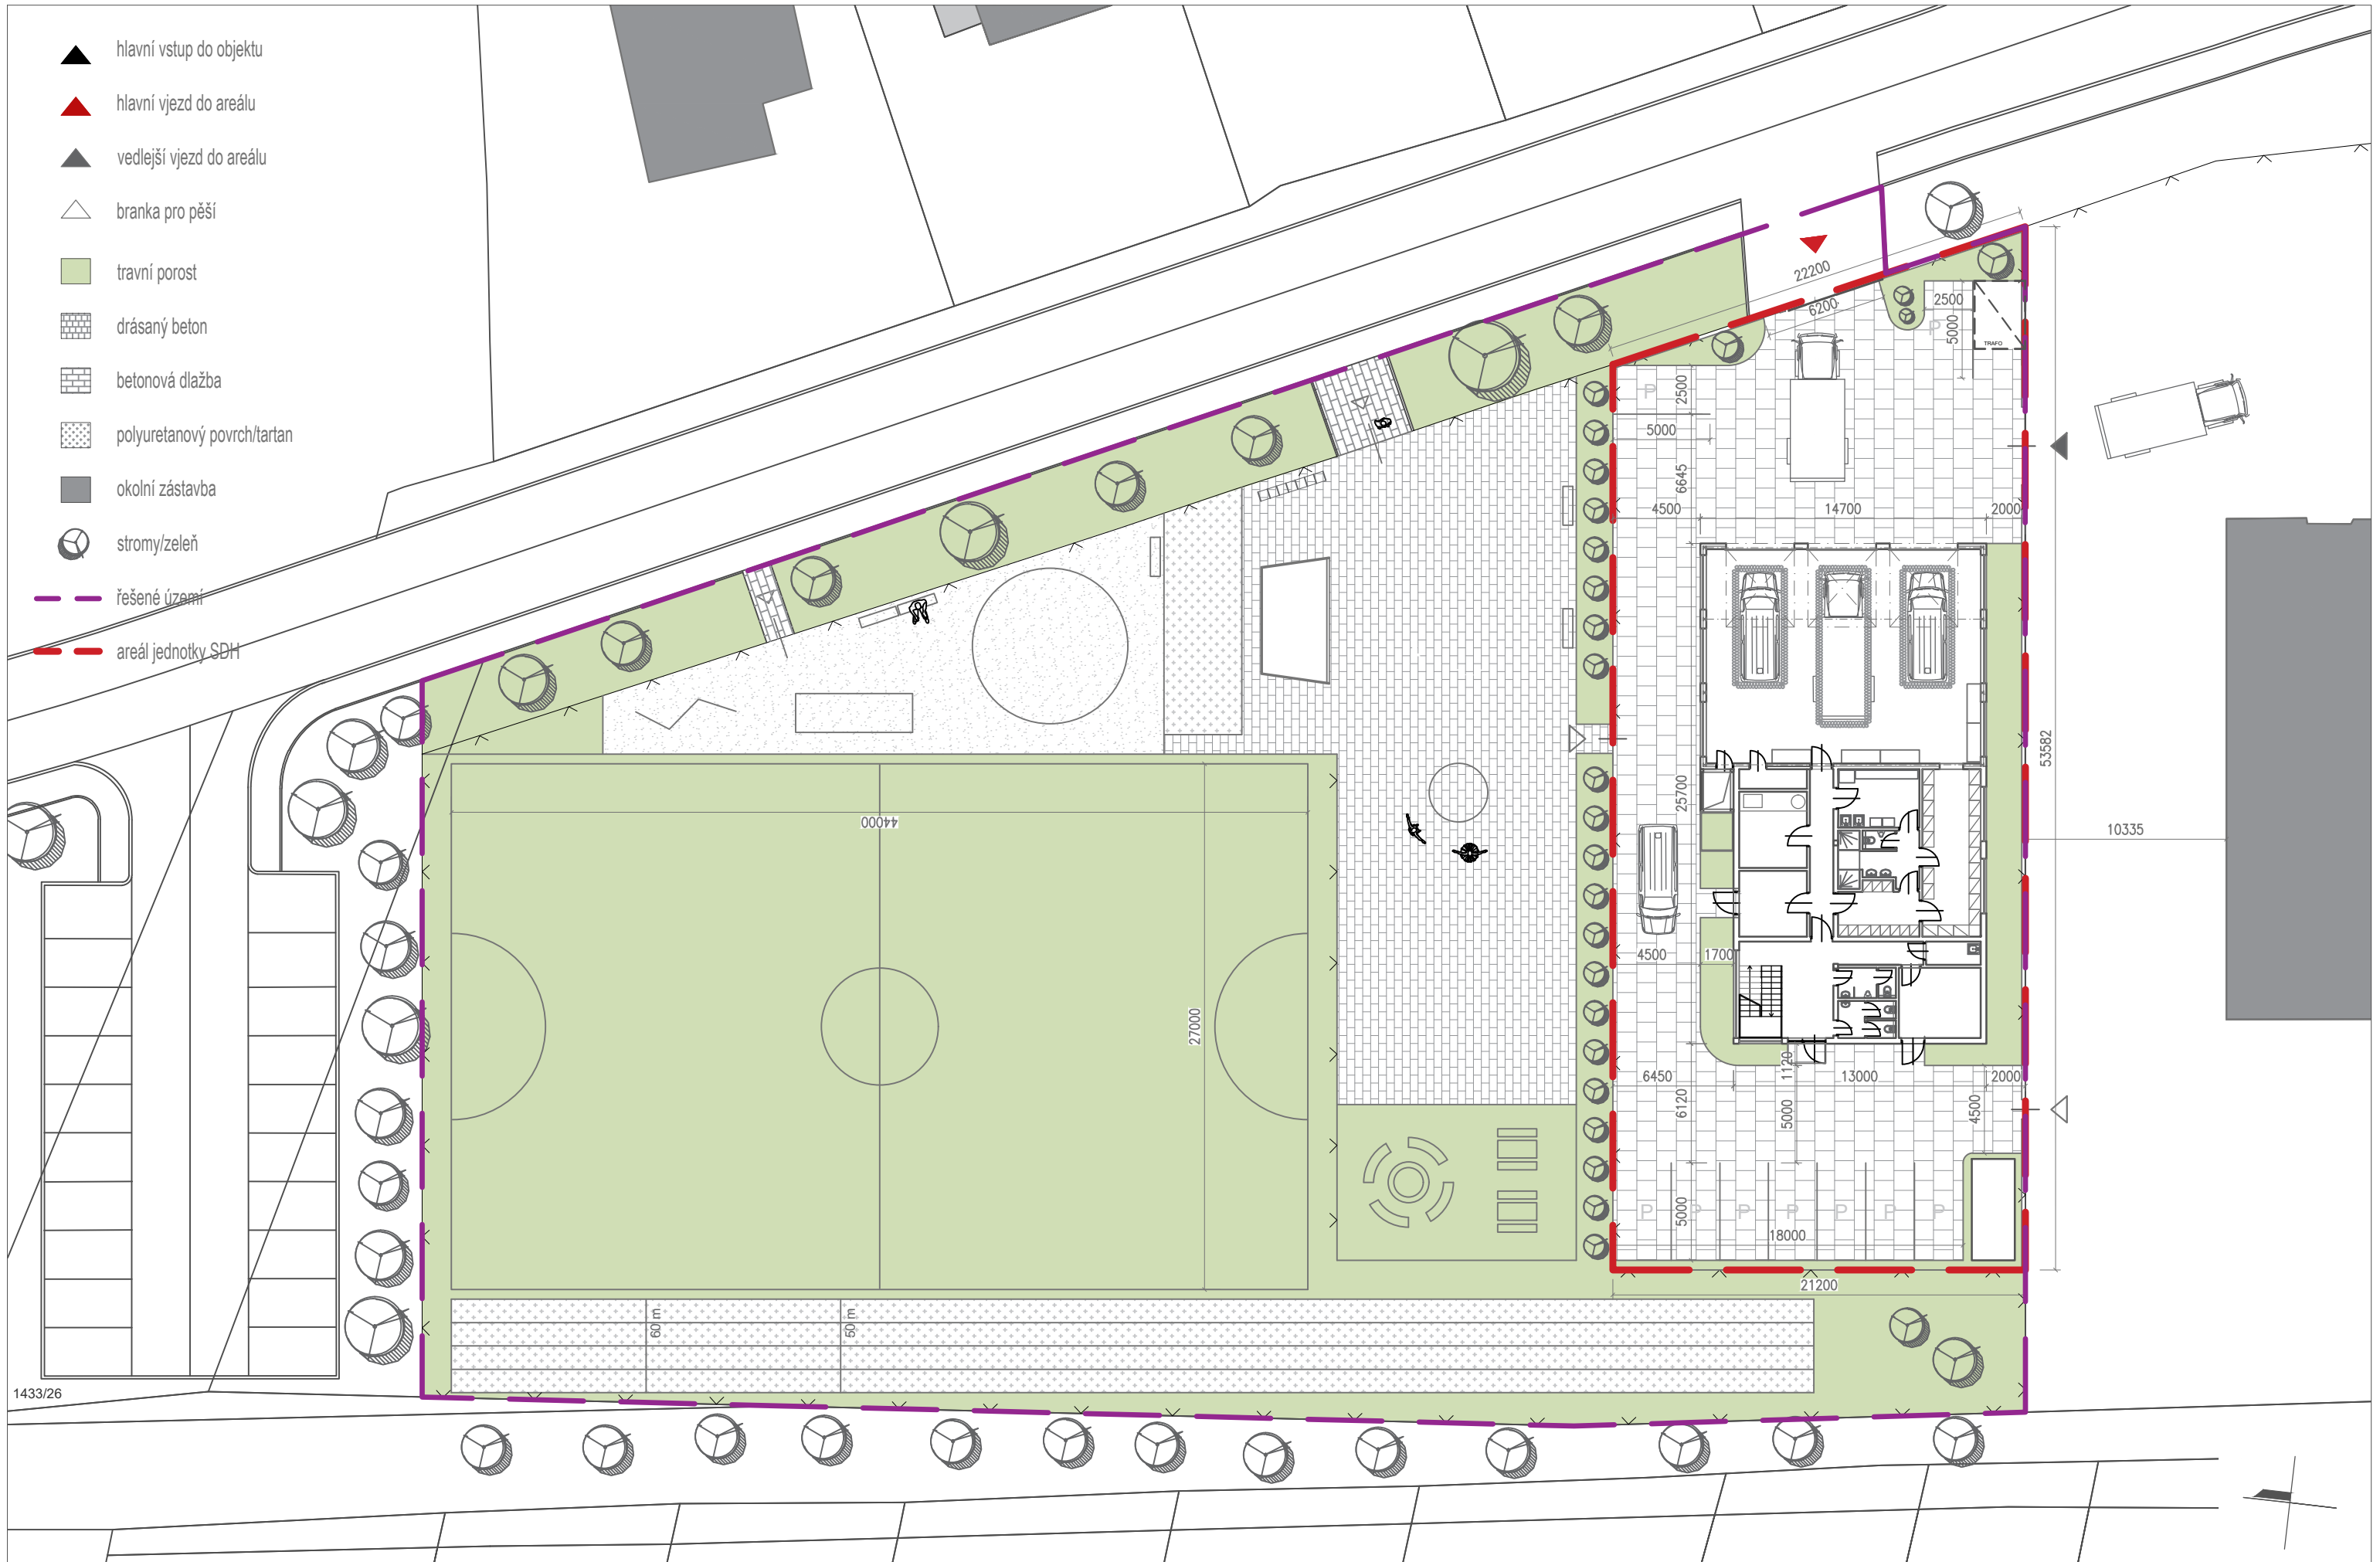 hlavní vstup do objektu
hlavní vjezd do areálu
vedlejší vjezd do areálu
branka pro pěší
travní porost
drásaný beton
betonová dlažba
polyuretanový povrch/tartan
okolní zástavba
stromy/zeleň
řešené území
areál jednotky SDH
22200
6200
2500
P
5000
TRAFO
P
2500
5000
6645
4500
14700
2000
53582
25700
10335
44000
27000
4500
1700
1120
6450
13000
2000
6120
5000
4500
5000
P
P
P
P
P
P
P
18000
21200
60 m
50 m
1433/26